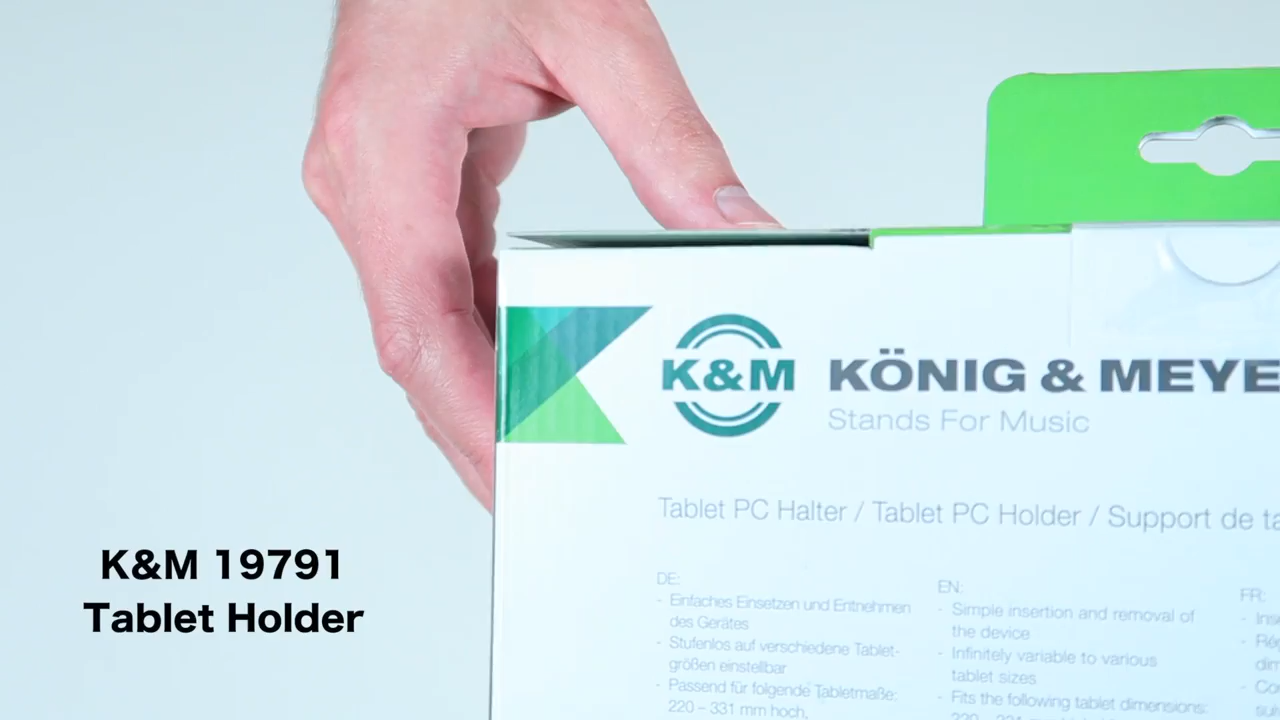 K&M
KÖNIG & MEYE
Stands For Music
Tablet PC Halter / Tablet PC Holder / Support de ta
K&M 19791
Tablet Holder
DE:
- Einfaches Einsetzen und Entnehmen
des Gerätes
- Stufenlos auf verschiedene Tablet-
größen einstellbar
- Passend für folgende Tabletmaße:
220 – 331 mm hoch,
EN:
- Simple insertion and removal of
the device
- Infinitely variable to various
tablet sizes
- Fits the following tablet dimensions:
FR: